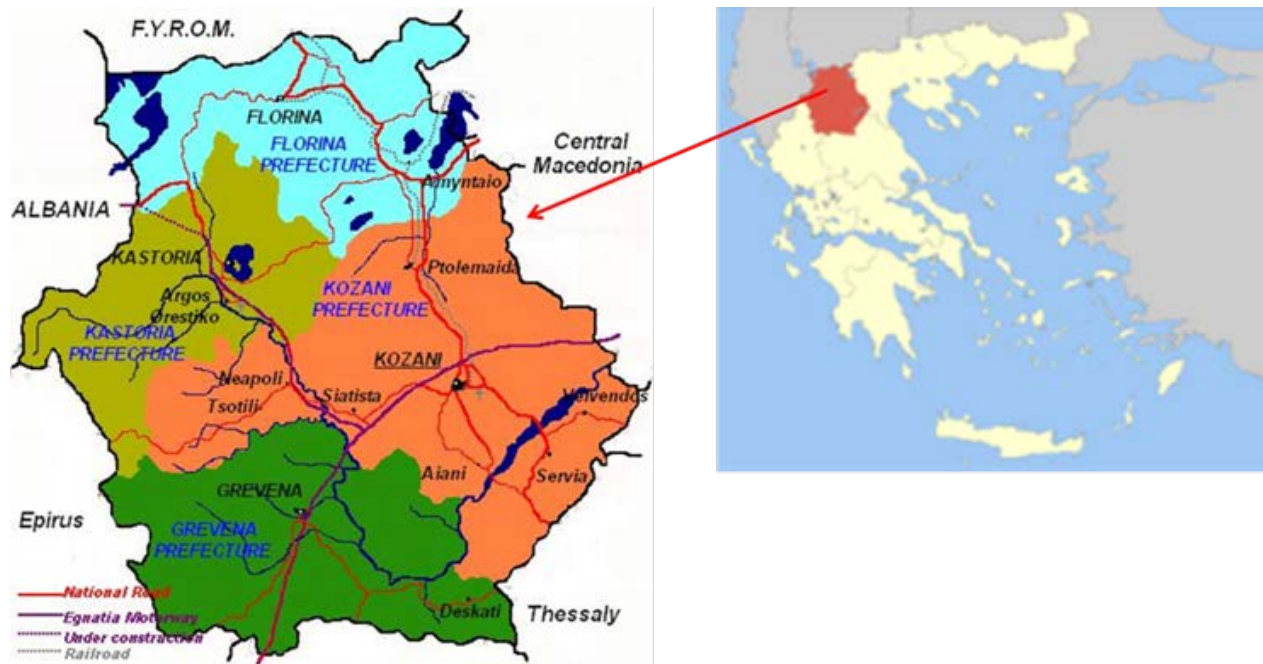 F.Y.R.O.M.
FLORINA
FLORINA
PREFECTURE
Central
Macedonia
Amyntaio
ALBANIA
KASTORIA
Ptolemaida
Argos
Orestiko
KOZANI
PREFECTURE
KASTORIA
PREFECTURE
KOZANI
Neapoli
Siatista
Velvendos
Tsotili
Aiani
Servia
GREVENA
Epirus
GREVENA
PREFECTURE
National Road
Egnatia Motorway
Under construction
Railroad
Deskati
Thessaly